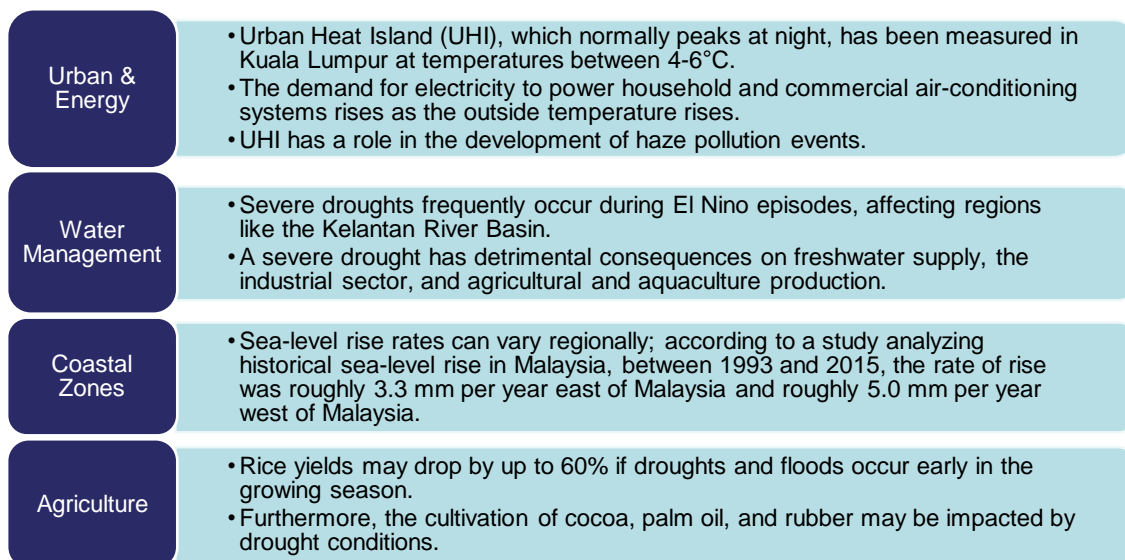 Urban &
Energy
•Urban Heat Island (UHI), which normally peaks at night, has been measured in
Kuala Lumpur at temperatures between 4-6°C.
•The demand for electricity to power household and commercial air-conditioning
systems rises as the outside temperature rises.
•UHI has a role in the development of haze pollution events.
Water
Management
•Severe droughts frequently occur during El Nino episodes, affecting regions
like the Kelantan River Basin.
•A severe drought has detrimental consequences on freshwater supply, the
industrial sector, and agricultural and aquaculture production.
Coastal
Zones
•Sea-level rise rates can vary regionally; according to a study analyzing
historical sea-level rise in Malaysia, between 1993 and 2015, the rate of rise
was roughly 3.3 mm per year east of Malaysia and roughly 5.0 mm per year
west of Malaysia.
Agriculture
•Rice yields may drop by up to 60% if droughts and floods occur early in the
growing season.
•Furthermore, the cultivation of cocoa, palm oil, and rubber may be impacted by
drought conditions.